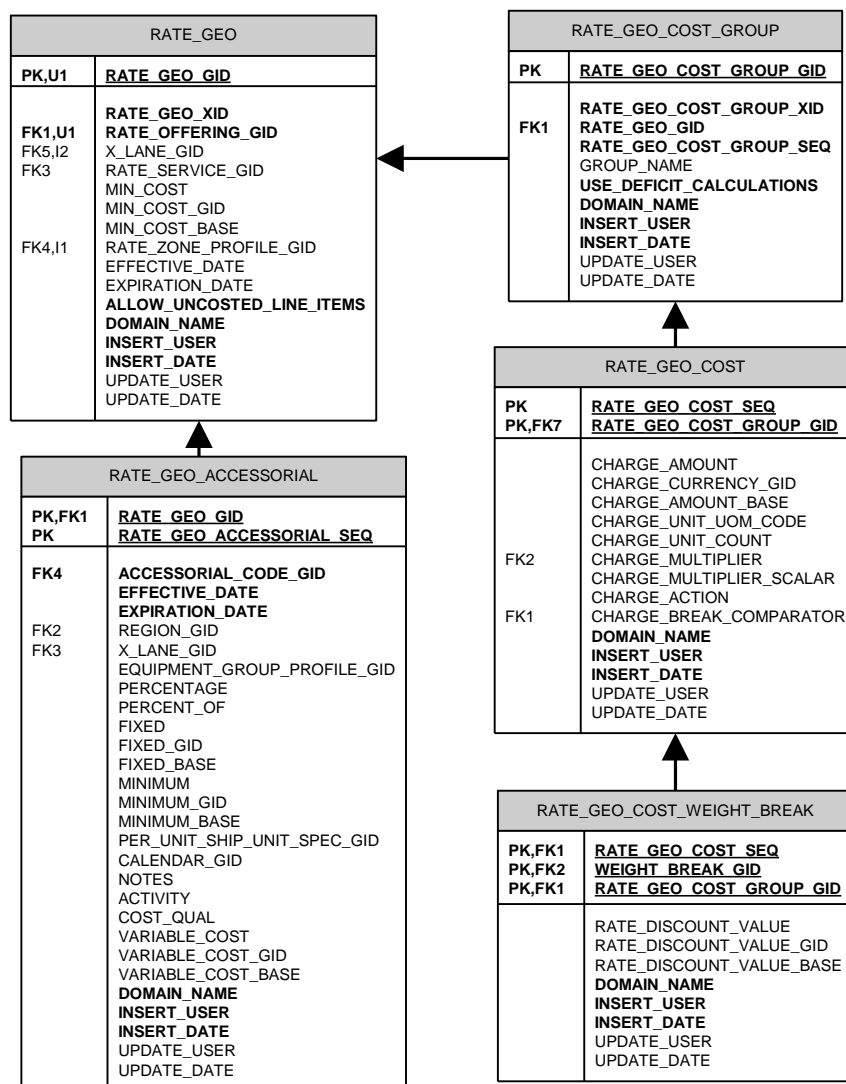 RATE_GEO
PK,U1 RATE_GEO_GID
RATE_GEO_XID
FK1,U1 RATE_OFFERING_GID
FK5,I2 X_LANE_GID
FK3 RATE_SERVICE_GID
MIN_COST
MIN_COST_GID
MIN_COST_BASE
FK4,I1 RATE_ZONE_PROFILE_GID
EFFECTIVE_DATE
EXPIRATION_DATE
ALLOW_UNCOSTED_LINE_ITEMS
DOMAIN_NAME
INSERT_USER
INSERT_DATE
UPDATE_USER
UPDATE_DATE
RATE_GEO_COST_GROUP
PK RATE_GEO_COST_GROUP_GID
RATE_GEO_COST_GROUP_XID
FK1 RATE_GEO_GID
RATE_GEO_COST_GROUP_SEQ
GROUP_NAME
USE_DEFICIT_CALCULATIONS
DOMAIN_NAME
INSERT_USER
INSERT_DATE
UPDATE_USER
UPDATE_DATE
RATE_GEO_ACCESSORIAL
PK,FK1 RATE_GEO_GID
PK RATE_GEO_ACCESSORIAL_SEQ
FK4 ACCESSORIAL_CODE_GID
EFFECTIVE_DATE
EXPIRATION_DATE
FK2 REGION_GID
FK3 X_LANE_GID
EQUIPMENT_GROUP_PROFILE_GID
PERCENTAGE
PERCENT_OF
FIXED
FIXED_GID
FIXED_BASE
MINIMUM
MINIMUM_GID
MINIMUM_BASE
PER_UNIT_SHIP_UNIT_SPEC_GID
CALENDAR_GID
NOTES
ACTIVITY
COST_QUAL
VARIABLE_COST
VARIABLE_COST_GID
VARIABLE_COST_BASE
DOMAIN_NAME
INSERT_USER
INSERT_DATE
UPDATE_USER
UPDATE_DATE
RATE_GEO_COST
PK RATE_GEO_COST_SEQ
PK,FK7 RATE_GEO_COST_GROUP_GID
CHARGE_AMOUNT
CHARGE_CURRENCY_GID
CHARGE_AMOUNT_BASE
CHARGE_UNIT_UOM_CODE
CHARGE_UNIT_COUNT
FK2 CHARGE_MULTIPLIER
CHARGE_MULTIPLIER_SCALAR
CHARGE_ACTION
FK1 CHARGE_BREAK_COMPARATOR
DOMAIN_NAME
INSERT_USER
INSERT_DATE
UPDATE_USER
UPDATE_DATE
RATE_GEO_COST_WEIGHT_BREAK
PK,FK1 RATE_GEO_COST_SEQ
PK,FK2 WEIGHT_BREAK_GID
PK,FK1 RATE_GEO_COST_GROUP_GID
RATE_DISCOUNT_VALUE
RATE_DISCOUNT_VALUE_GID
RATE_DISCOUNT_VALUE_BASE
DOMAIN_NAME
INSERT_USER
INSERT_DATE
UPDATE_USER
UPDATE_DATE